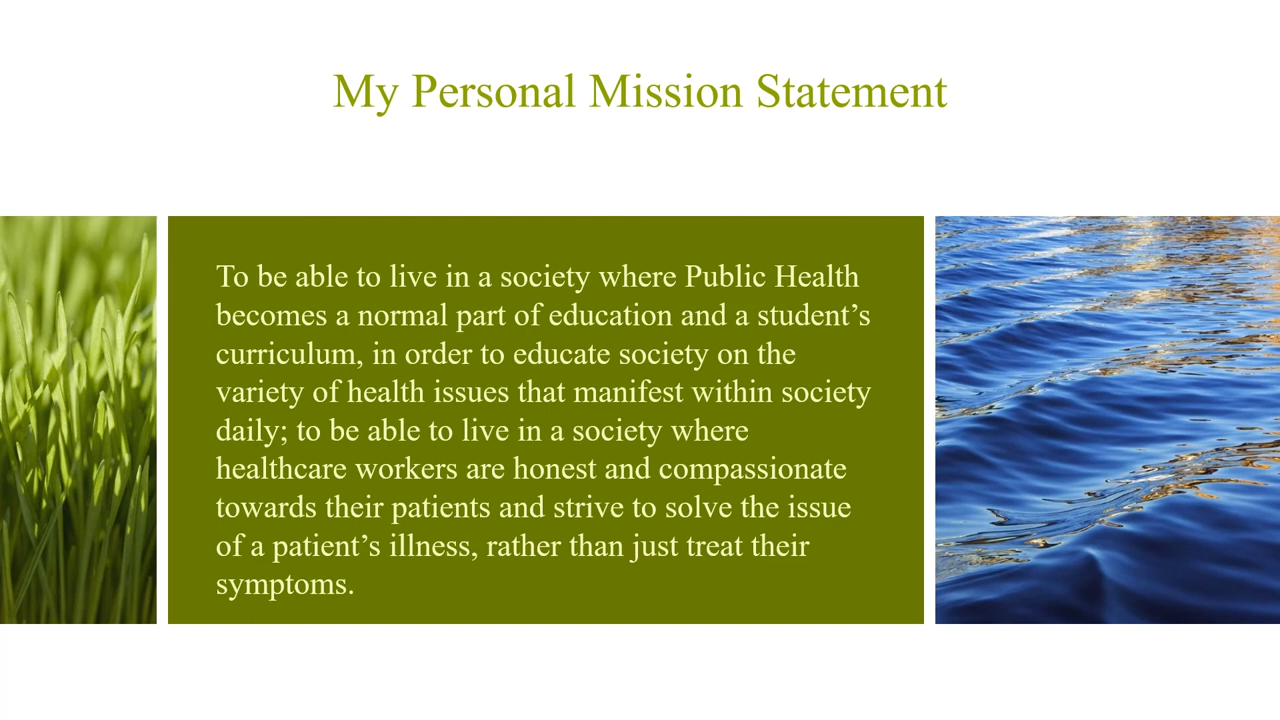 My Personal Mission Statement
To be able to live in a society where Public Health
becomes a normal part of education and a student’s
curriculum, in order to educate society on the
variety of health issues that manifest within society
daily; to be able to live in a society where
healthcare workers are honest and compassionate
towards their patients and strive to solve the issue
of a patient’s illness, rather than just treat their
symptoms.